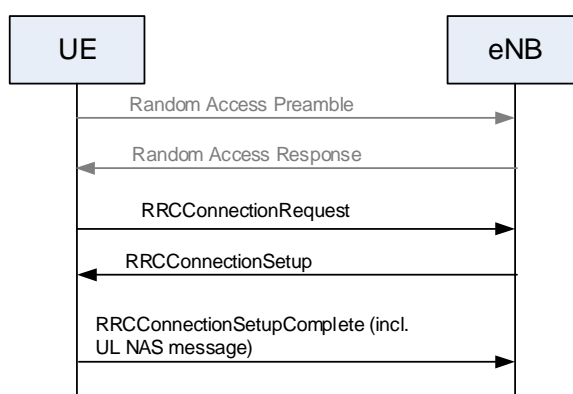 UE
eNB
Random Access Preamble
Random Access Response
RRCConnectionRequest
RRCConnectionSetup
RRCConnectionSetupComplete (incl.
UL NAS message)